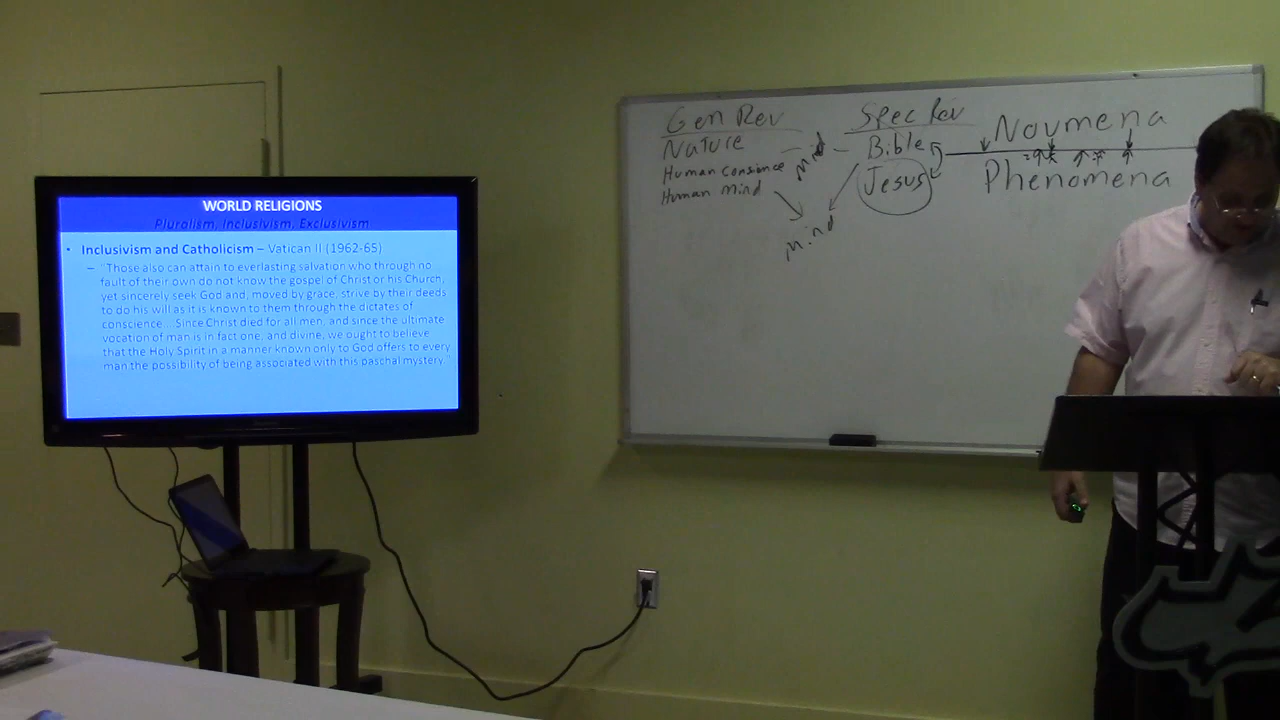 WORLD RELIGIONS
Pluralism, Inclusivism, Exclusivism
• Inclusivism and Catholicism – Vatican II (1962-65)
– "Those also can attain to everlasting salvation who through no
fault of their own do not know the gospel of Christ or his Church,
yet sincerely seek God and, moved by grace, strive by their deeds
to do his will as it is known to them through the dictates of
conscience... Since Christ died for all men, and since the ultimate
vocation of man is in fact one, and divine, we ought to believe
that the Holy Spirit in a manner known only to God offers to every
man the possibility of being associated with this paschal mystery."
Gen Rev
Nature
Human Consience
Human Mind
Mind
Mind
Spec Rev
Bible
Jesus
Noumena
Phenomena